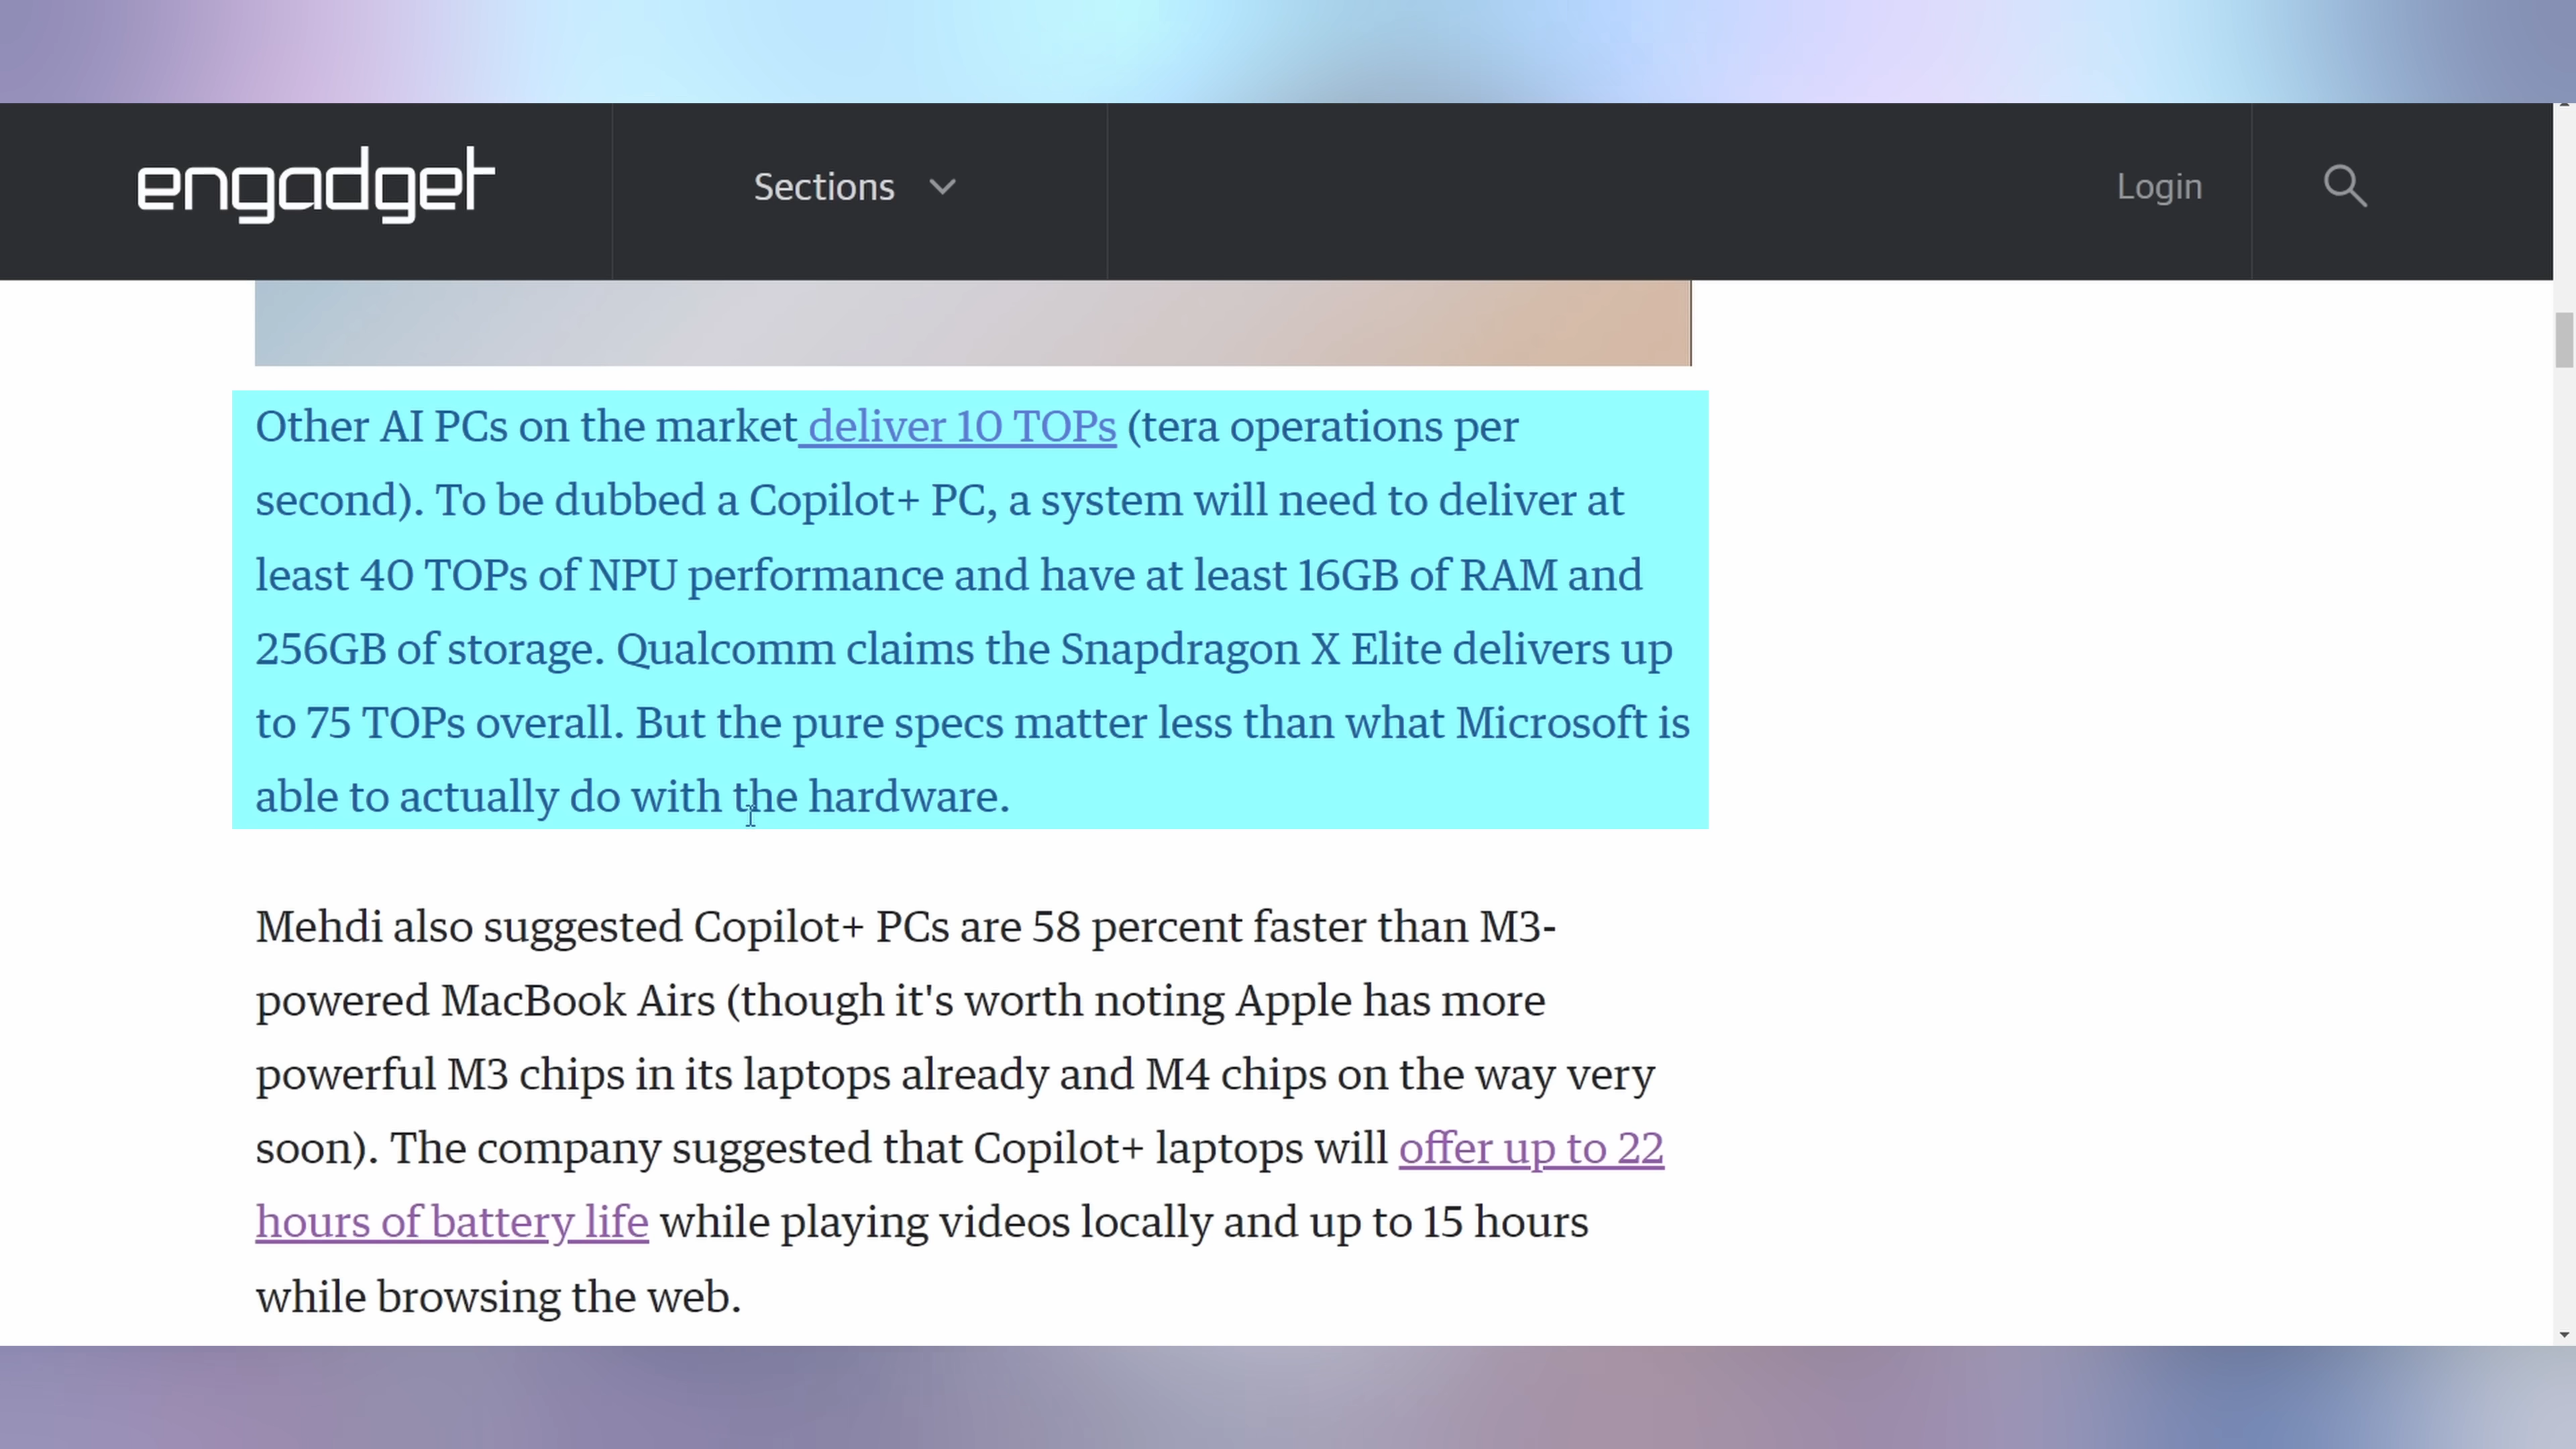 engadget
Sections
Login
Other AI PCs on the market deliver 10 TOPs (tera operations per
second). To be dubbed a Copilot+ PC, a system will need to deliver at
least 40 TOPs of NPU performance and have at least 16GB of RAM and
256GB of storage. Qualcomm claims the Snapdragon X Elite delivers up
to 75 TOPs overall. But the pure specs matter less than what Microsoft is
able to actually do with the hardware.
Mehdi also suggested Copilot+ PCs are 58 percent faster than M3-
powered MacBook Airs (though it's worth noting Apple has more
powerful M3 chips in its laptops already and M4 chips on the way very
soon). The company suggested that Copilot+ laptops will offer up to 22
hours of battery life while playing videos locally and up to 15 hours
while browsing the web.